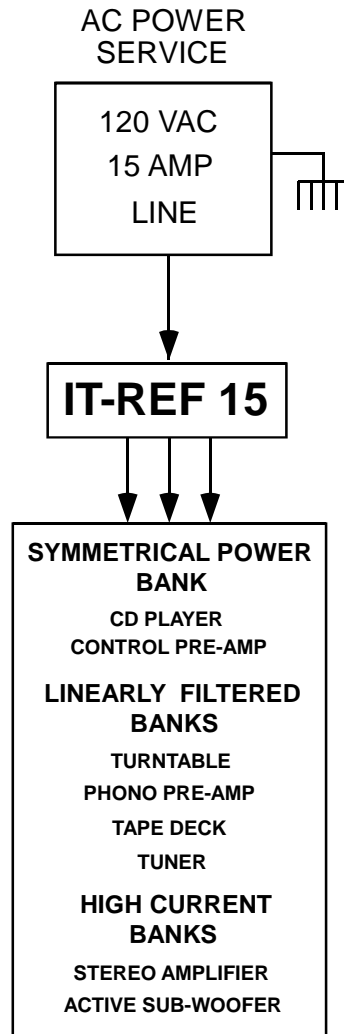 AC POWER
SERVICE
120 VAC
15 AMP
LINE
IT-REF 15
SYMMETRICAL POWER
BANK
CD PLAYER
CONTROL PRE-AMP
LINEARLY FILTERED
BANKS
TURNTABLE
PHONO PRE-AMP
TAPE DECK
TUNER
HIGH CURRENT
BANKS
STEREO AMPLIFIER
ACTIVE SUB-WOOFER